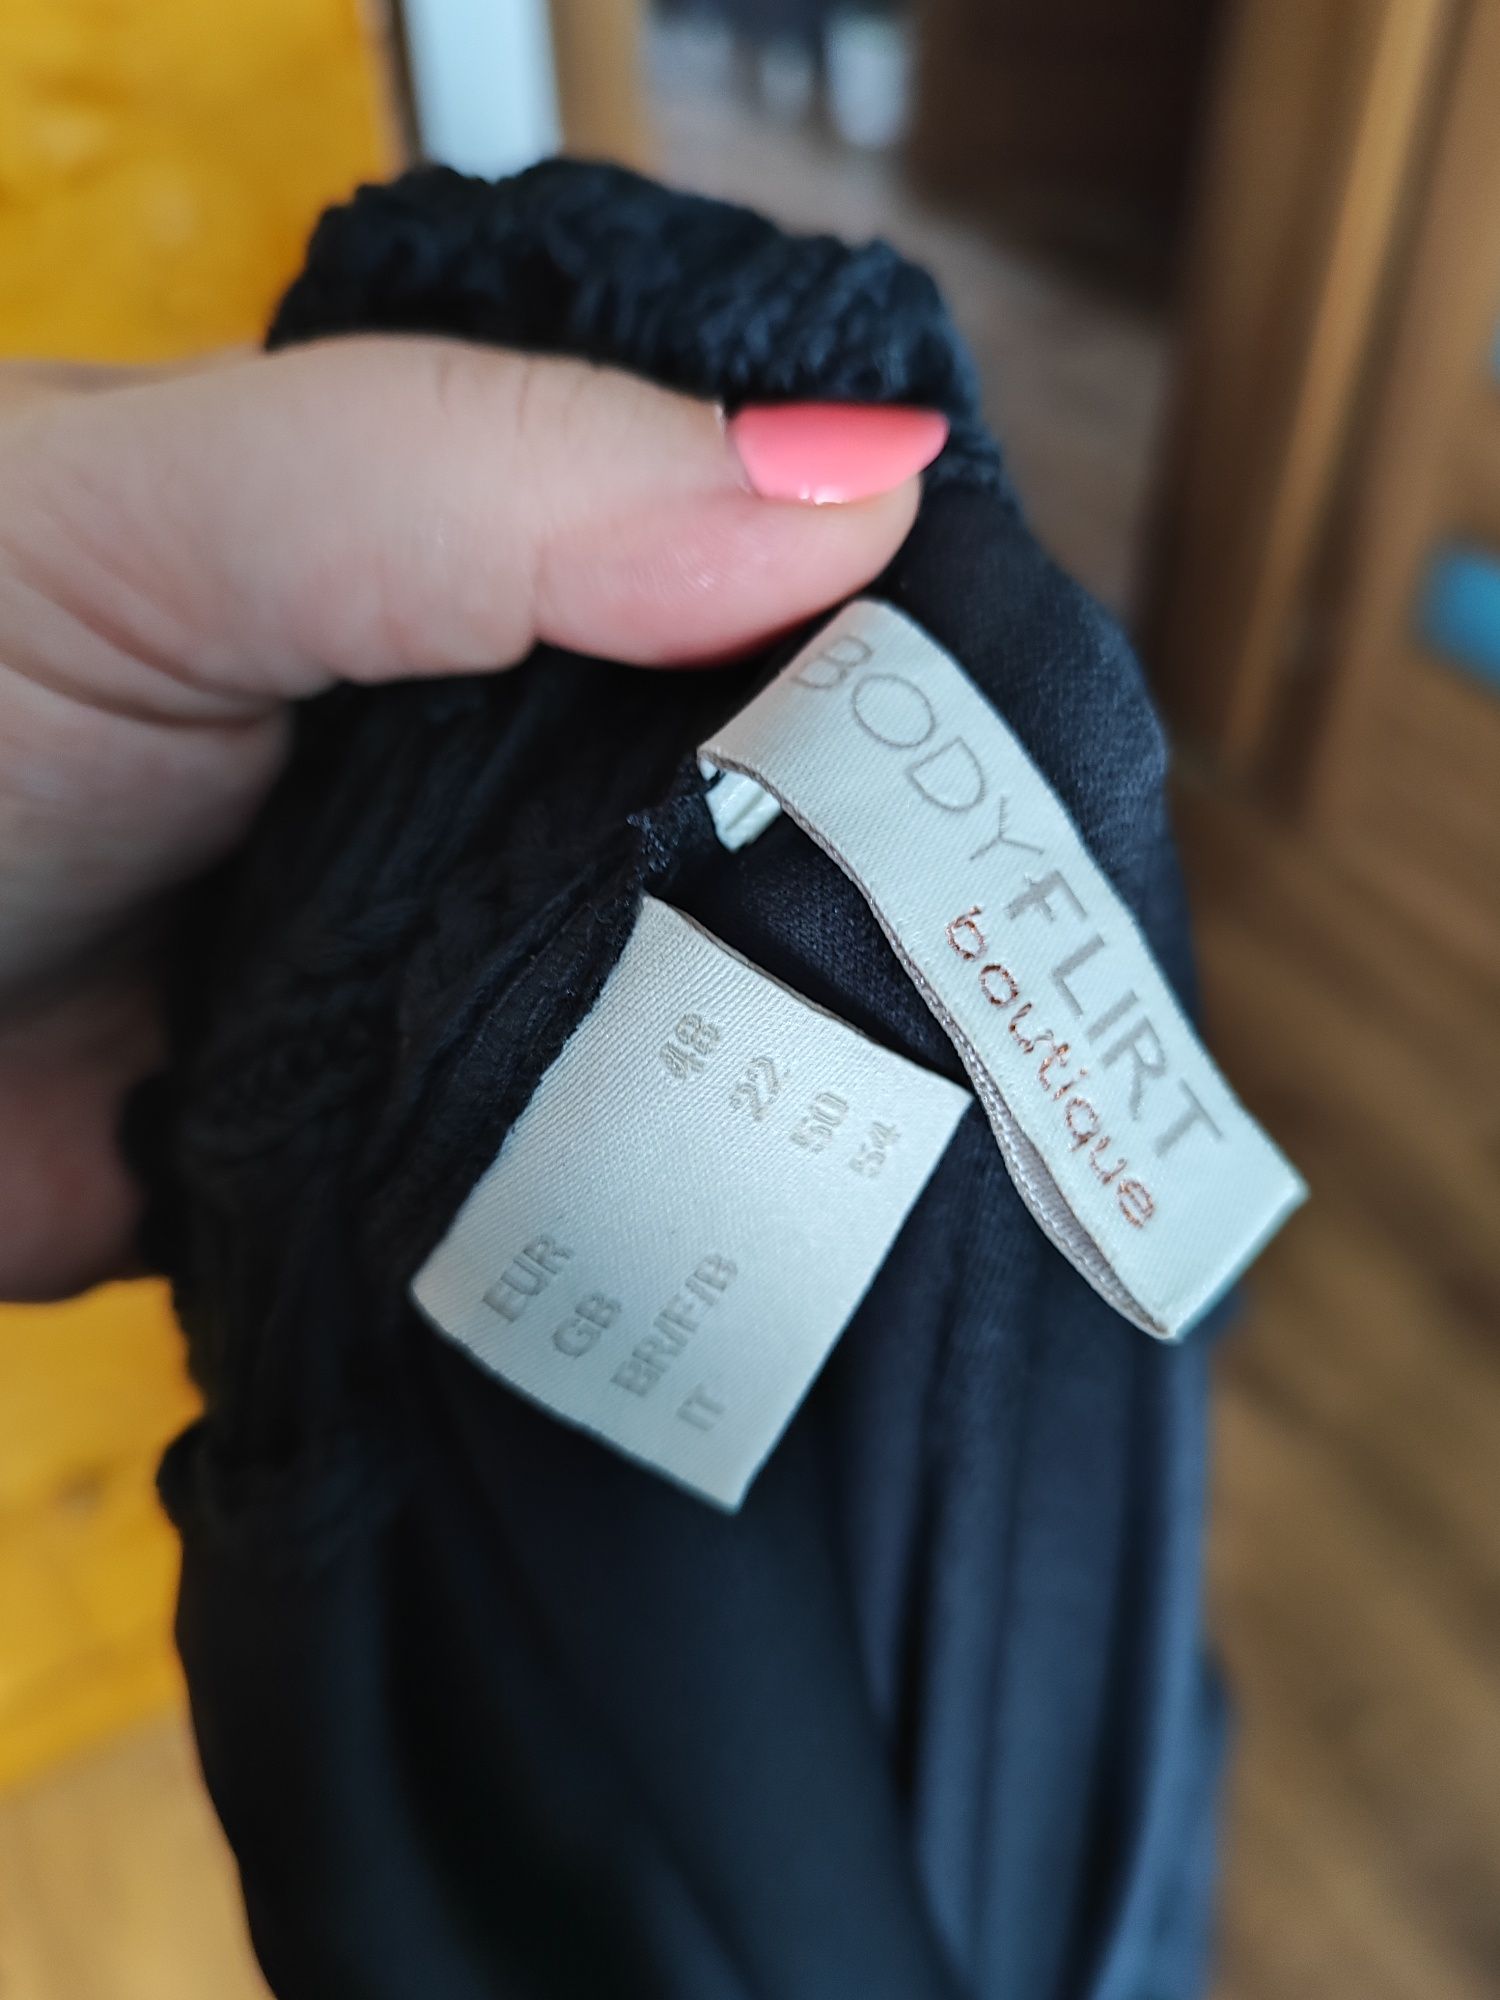 BODYFLIRT
boutique
EUR 48
GB 22
BR/F/B 50
IT 54